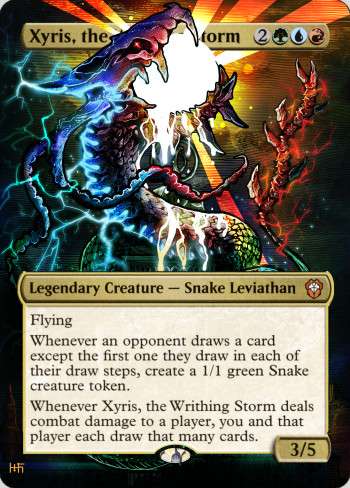 Xyris, the torm 2
Legendary Creature — Snake Leviathan
Flying
Whenever an opponent draws a card
except the first one they draw in each of
their draw steps, create a 1/1 green Snake
creature token.
Whenever Xyris, the Writhing Storm deals
combat damage to a player, you and that
player each draw that many cards.
3/5